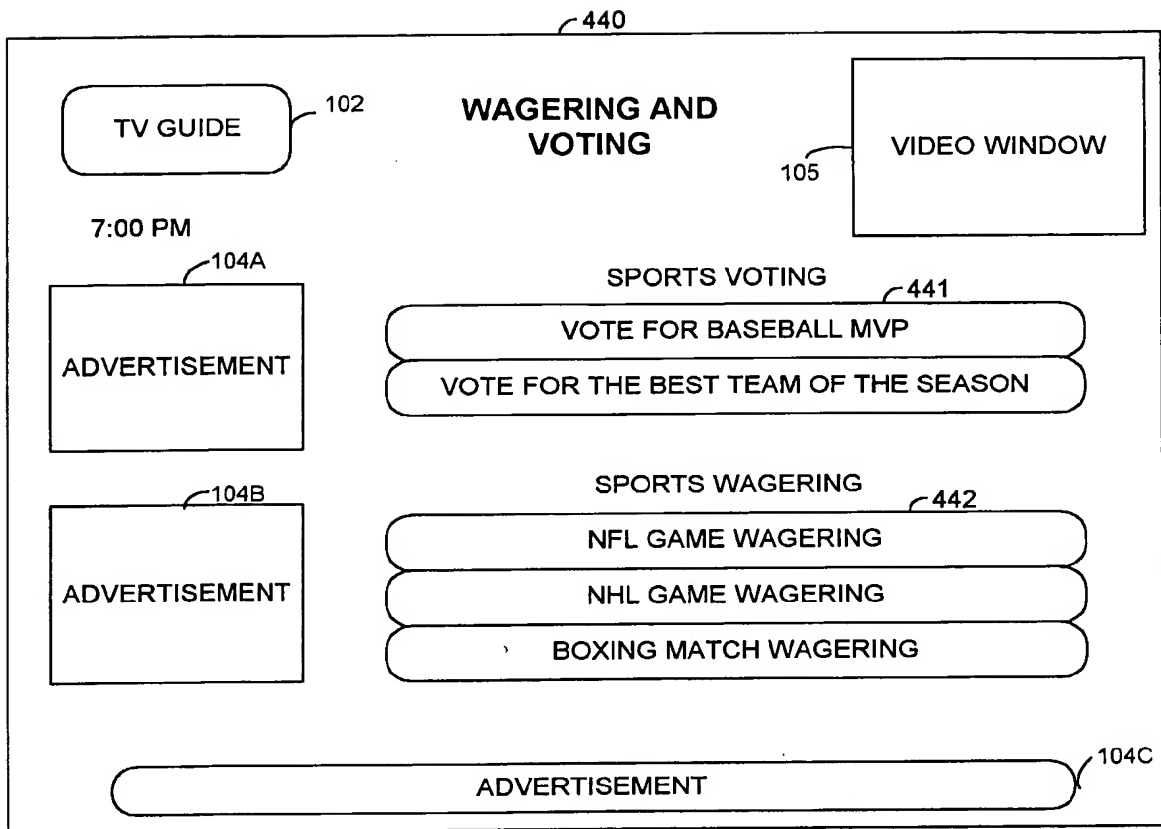 440
TV GUIDE
102
WAGERING AND
VOTING
VIDEO WINDOW
105
7:00 PM
104A
ADVERTISEMENT
SPORTS VOTING
441
VOTE FOR BASEBALL MVP
VOTE FOR THE BEST TEAM OF THE SEASON
104B
ADVERTISEMENT
SPORTS WAGERING
442
NFL GAME WAGERING
NHL GAME WAGERING
BOXING MATCH WAGERING
ADVERTISEMENT
104C